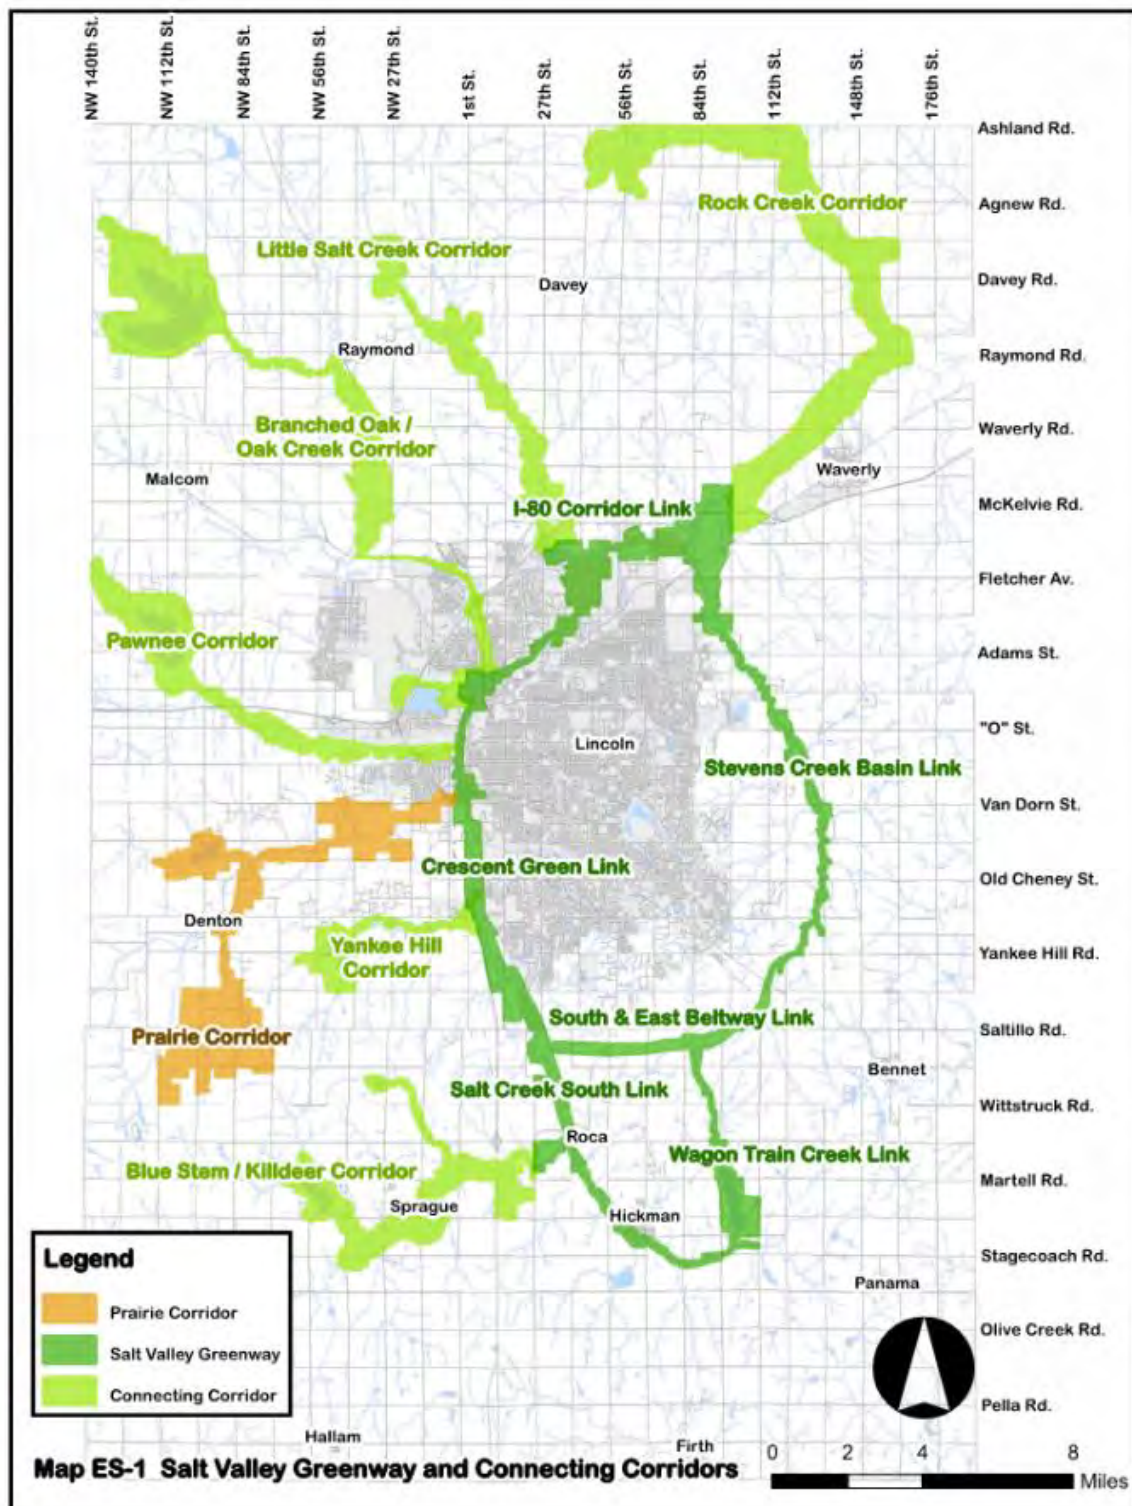 NW 140th St.
NW 112th St.
NW 84th St.
NW 56th St.
NW 27th St.
1st St.
27th St.
56th St.
84th St.
112th St.
148th St.
176th St.
Ashland Rd.
Rock Creek Corridor
Agnew Rd.
Little Salt Creek Corridor
Davey
Davey Rd.
Raymond
Raymond Rd.
Branched Oak /
Oak Creek Corridor
Waverly Rd.
Malcom
Waverly
I-80 Corridor Link
McKelvie Rd.
Fletcher Av.
Pawnee Corridor
Adams St.
"O" St.
Lincoln
Stevens Creek Basin Link
Van Dorn St.
Crescent Green Link
Old Cheney St.
Denton
Yankee Hill
Corridor
Yankee Hill Rd.
South & East Beltway Link
Saltillo Rd.
Prairie Corridor
Bennet
Salt Creek South Link
Wittstruck Rd.
Roca
Wagon Train Creek Link
Blue Stem / Killdeer Corridor
Martell Rd.
Sprague
Hickman
Stagecoach Rd.
Legend
Prairie Corridor
Salt Valley Greenway
Connecting Corridor
Panama
Olive Creek Rd.
Pella Rd.
Hallam
Firth
Map ES-1 Salt Valley Greenway and Connecting Corridors
0 2 4 8
Miles